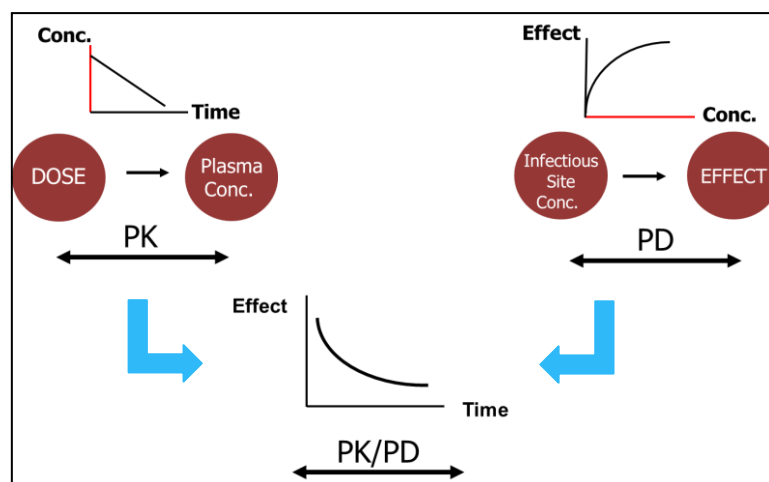 Conc.
Time
DOSE
Plasma
Conc.
PK
Effect
Conc.
Infectious
Site
Conc.
EFFECT
PD
Effect
Time
PK/PD